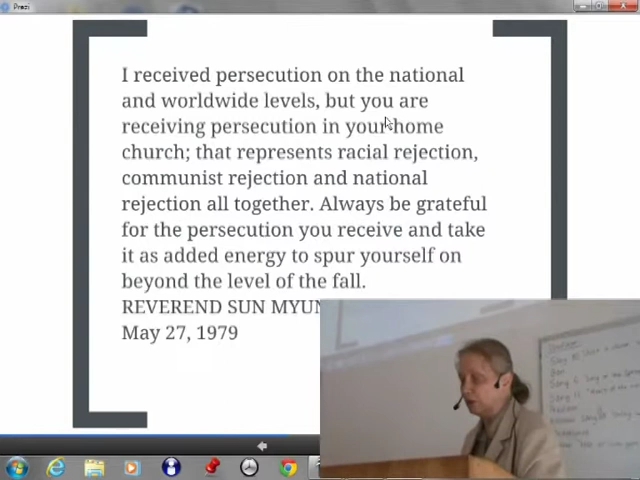 Prezi
I received persecution on the national
and worldwide levels, but you are
receiving persecution in your home
church; that represents racial rejection,
communist rejection and national
rejection all together. Always be grateful
for the persecution you receive and take
it as added energy to spur yourself on
beyond the level of the fall.
REVEREND SUN MYUN
May 27, 1979